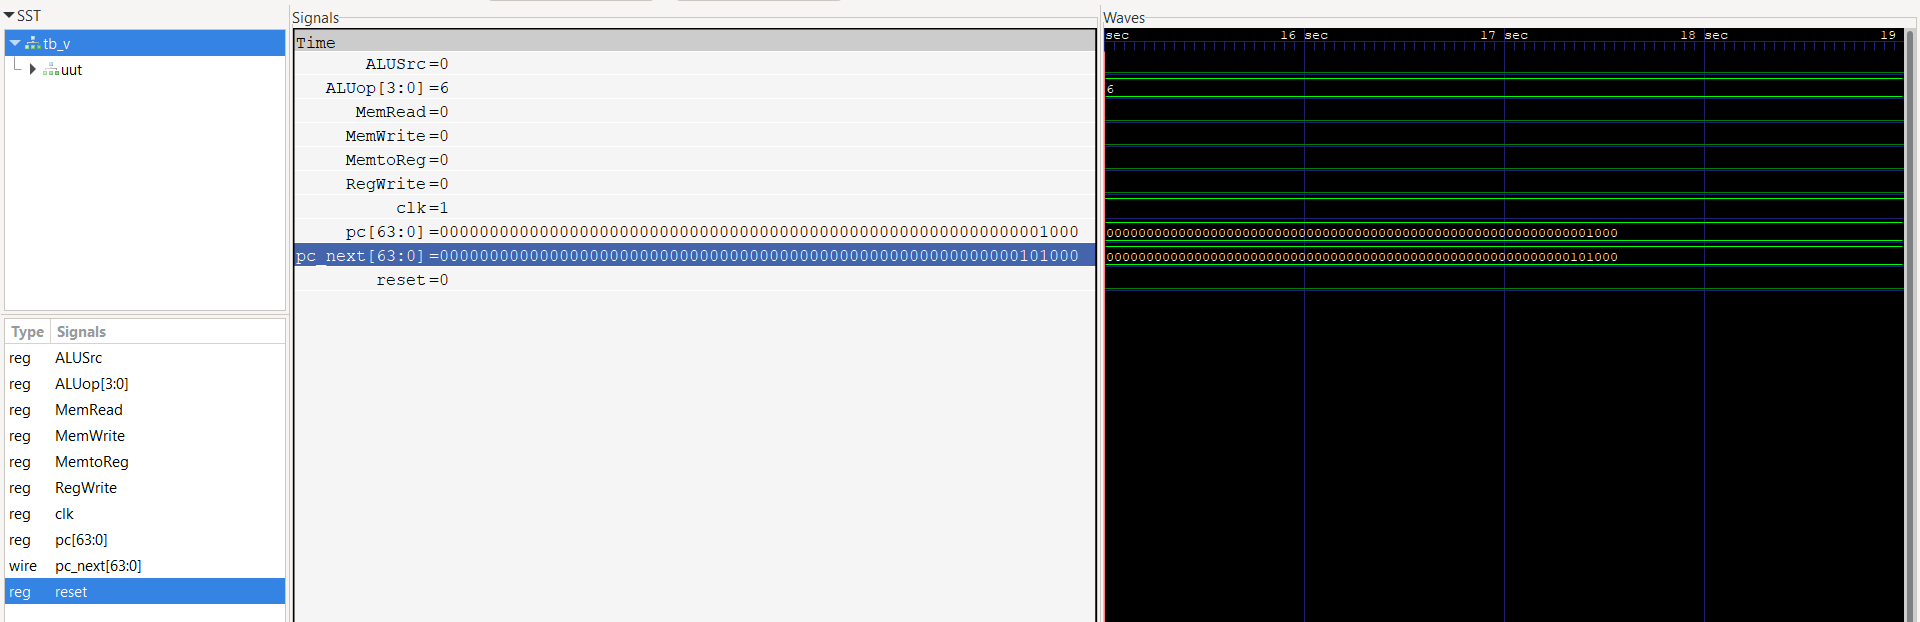 SST
tb_v
uut
Type Signals
reg ALUSrc
reg ALUop[3:0]
reg MemRead
reg MemWrite
reg MemtoReg
reg RegWrite
reg clk
reg pc[63:0]
wire pc_next[63:0]
reg reset
Signals
Time
ALUSrc=0
ALUop[3:0]=6
MemRead=0
MemWrite=0
MemtoReg=0
RegWrite=0
clk=1
pc[63:0]=0000000000000000000000000000000000000000000000000000000000001000
pc_next[63:0]=0000000000000000000000000000000000000000000000000000000000101000
reset=0
Waves
sec 16 sec 17 sec 18 sec 19
6
0000000000000000000000000000000000000000000000000000000000001000
0000000000000000000000000000000000000000000000000000000000101000